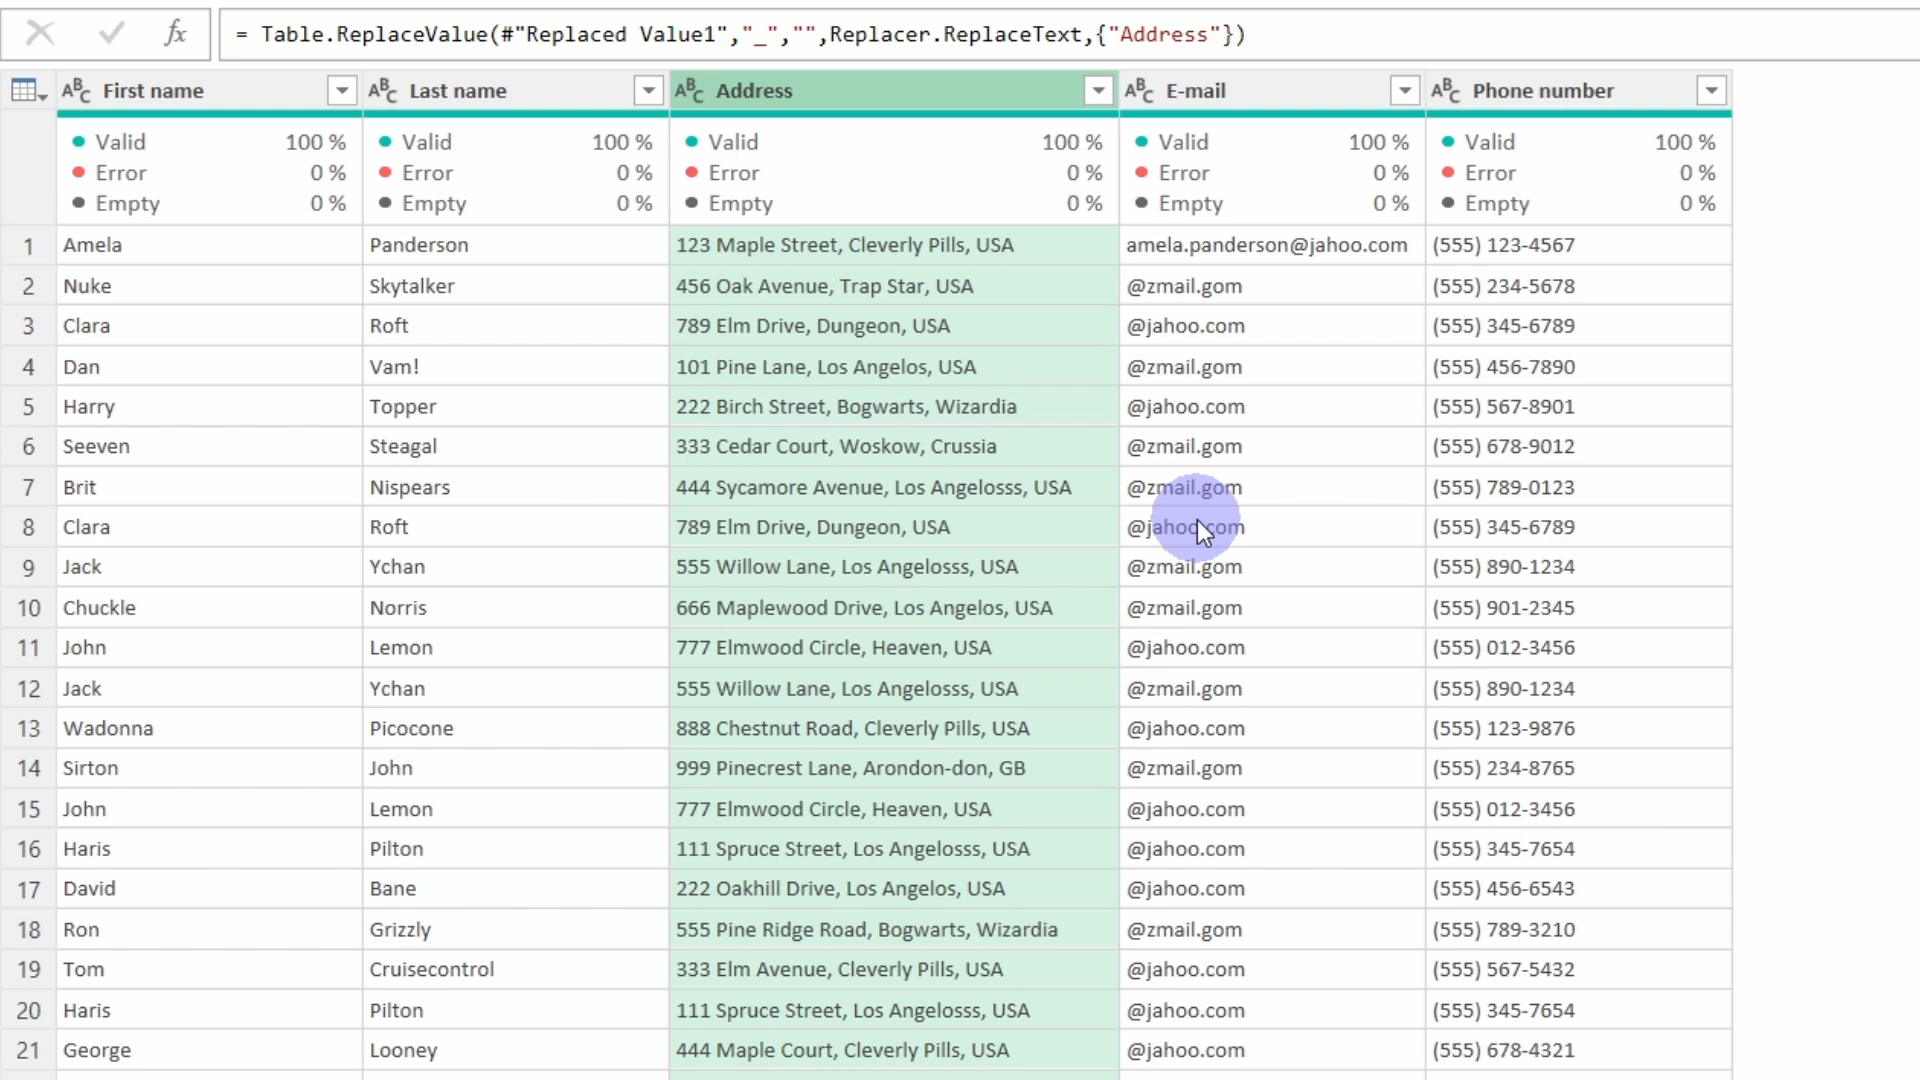 fx = Table.ReplaceValue(#"Replaced Value1","_","",Replacer.ReplaceText,{"Address"})
ABC First name ABC Last name ABC Address ABC E-mail ABC Phone number
Valid 100 % Valid 100 % Valid 100 % Valid 100 % Valid 100 %
Error 0 % Error 0 % Error 0 % Error 0 % Error 0 %
Empty 0 % Empty 0 % Empty 0 % Empty 0 % Empty 0 %
1 Amela Panderson 123 Maple Street, Cleverly Pills, USA amela.panderson@jahoo.com (555) 123-4567
2 Nuke Skytalker 456 Oak Avenue, Trap Star, USA @zmail.gom (555) 234-5678
3 Clara Roft 789 Elm Drive, Dungeon, USA @jahoo.com (555) 345-6789
4 Dan Vam! 101 Pine Lane, Los Angelos, USA @zmail.gom (555) 456-7890
5 Harry Topper 222 Birch Street, Bogwarts, Wizardia @jahoo.com (555) 567-8901
6 Seeven Steagal 333 Cedar Court, Woskow, Crussia @zmail.gom (555) 678-9012
7 Brit Nispears 444 Sycamore Avenue, Los Angelosss, USA @zmail.gom (555) 789-0123
8 Clara Roft 789 Elm Drive, Dungeon, USA @jahoo.com (555) 345-6789
9 Jack Ychan 555 Willow Lane, Los Angelosss, USA @zmail.gom (555) 890-1234
10 Chuckle Norris 666 Maplewood Drive, Los Angelos, USA @zmail.gom (555) 901-2345
11 John Lemon 777 Elmwood Circle, Heaven, USA @jahoo.com (555) 012-3456
12 Jack Ychan 555 Willow Lane, Los Angelosss, USA @zmail.gom (555) 890-1234
13 Wadonna Picocone 888 Chestnut Road, Cleverly Pills, USA @jahoo.com (555) 123-9876
14 Sirton John 999 Pinecrest Lane, Arondon-don, GB @zmail.gom (555) 234-8765
15 John Lemon 777 Elmwood Circle, Heaven, USA @jahoo.com (555) 012-3456
16 Haris Pilton 111 Spruce Street, Los Angelosss, USA @jahoo.com (555) 345-7654
17 David Bane 222 Oakhill Drive, Los Angelos, USA @jahoo.com (555) 456-6543
18 Ron Grizzly 555 Pine Ridge Road, Bogwarts, Wizardia @zmail.gom (555) 789-3210
19 Tom Cruisecontrol 333 Elm Avenue, Cleverly Pills, USA @jahoo.com (555) 567-5432
20 Haris Pilton 111 Spruce Street, Los Angelosss, USA @jahoo.com (555) 345-7654
21 George Looney 444 Maple Court, Cleverly Pills, USA @jahoo.com (555) 678-4321